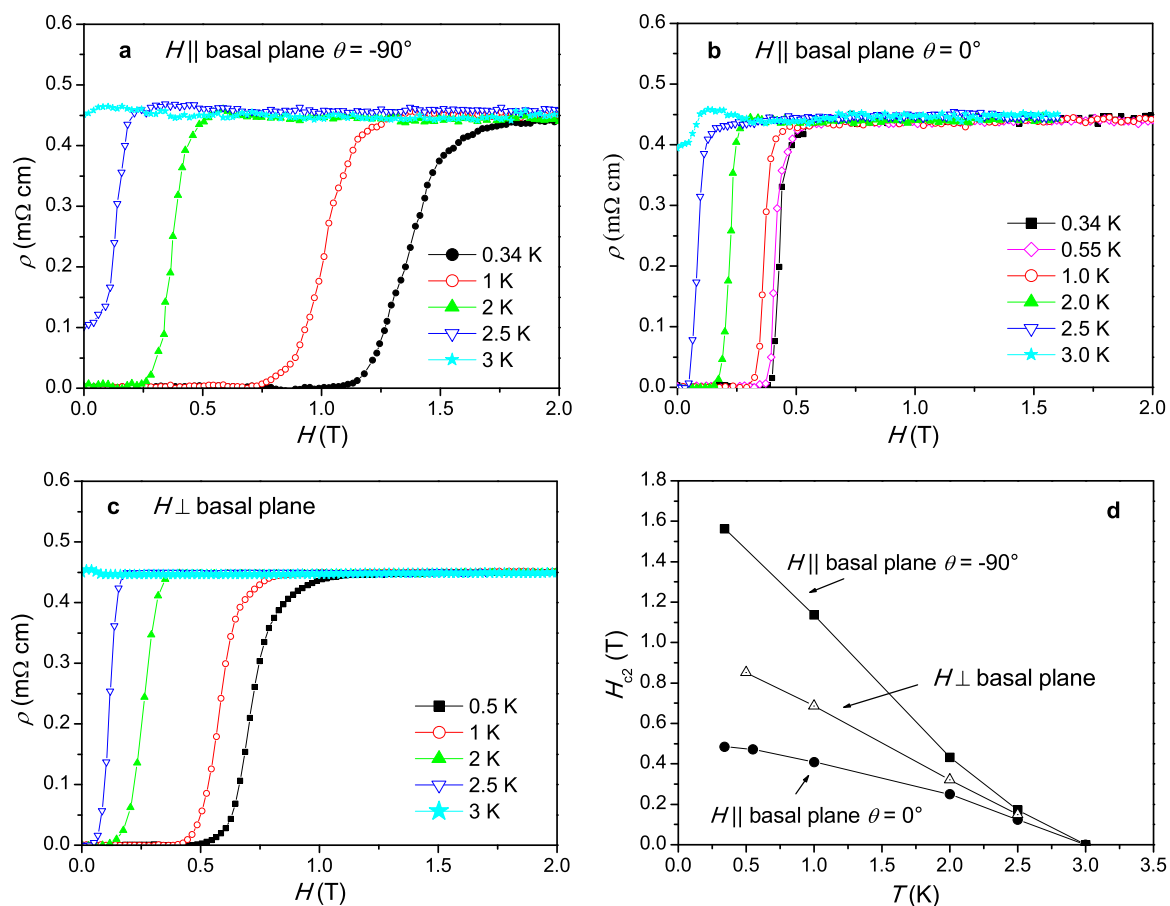 a H || basal plane θ = -90°
0.6
0.5
0.4
0.3
0.2
0.1
0.0
ρ (mΩ cm)
0.34 K
1 K
2 K
2.5 K
3 K
0.0 0.5 1.0 1.5 2.0
H (T)
b H || basal plane θ = 0°
0.6
0.5
0.4
0.3
0.2
0.1
0.0
ρ (mΩ cm)
0.34 K
0.55 K
1.0 K
2.0 K
2.5 K
3.0 K
0.0 0.5 1.0 1.5 2.0
H (T)
c H ⊥ basal plane
0.6
0.5
0.4
0.3
0.2
0.1
0.0
ρ (mΩ cm)
0.5 K
1 K
2 K
2.5 K
3 K
0.0 0.5 1.0 1.5 2.0
H (T)
d
1.8
1.6
1.4
1.2
1.0
0.8
0.6
0.4
0.2
0.0
H_c2 (T)
H || basal plane θ = -90°
H ⊥ basal plane
H || basal plane θ = 0°
0.0 0.5 1.0 1.5 2.0 2.5 3.0 3.5
T (K)